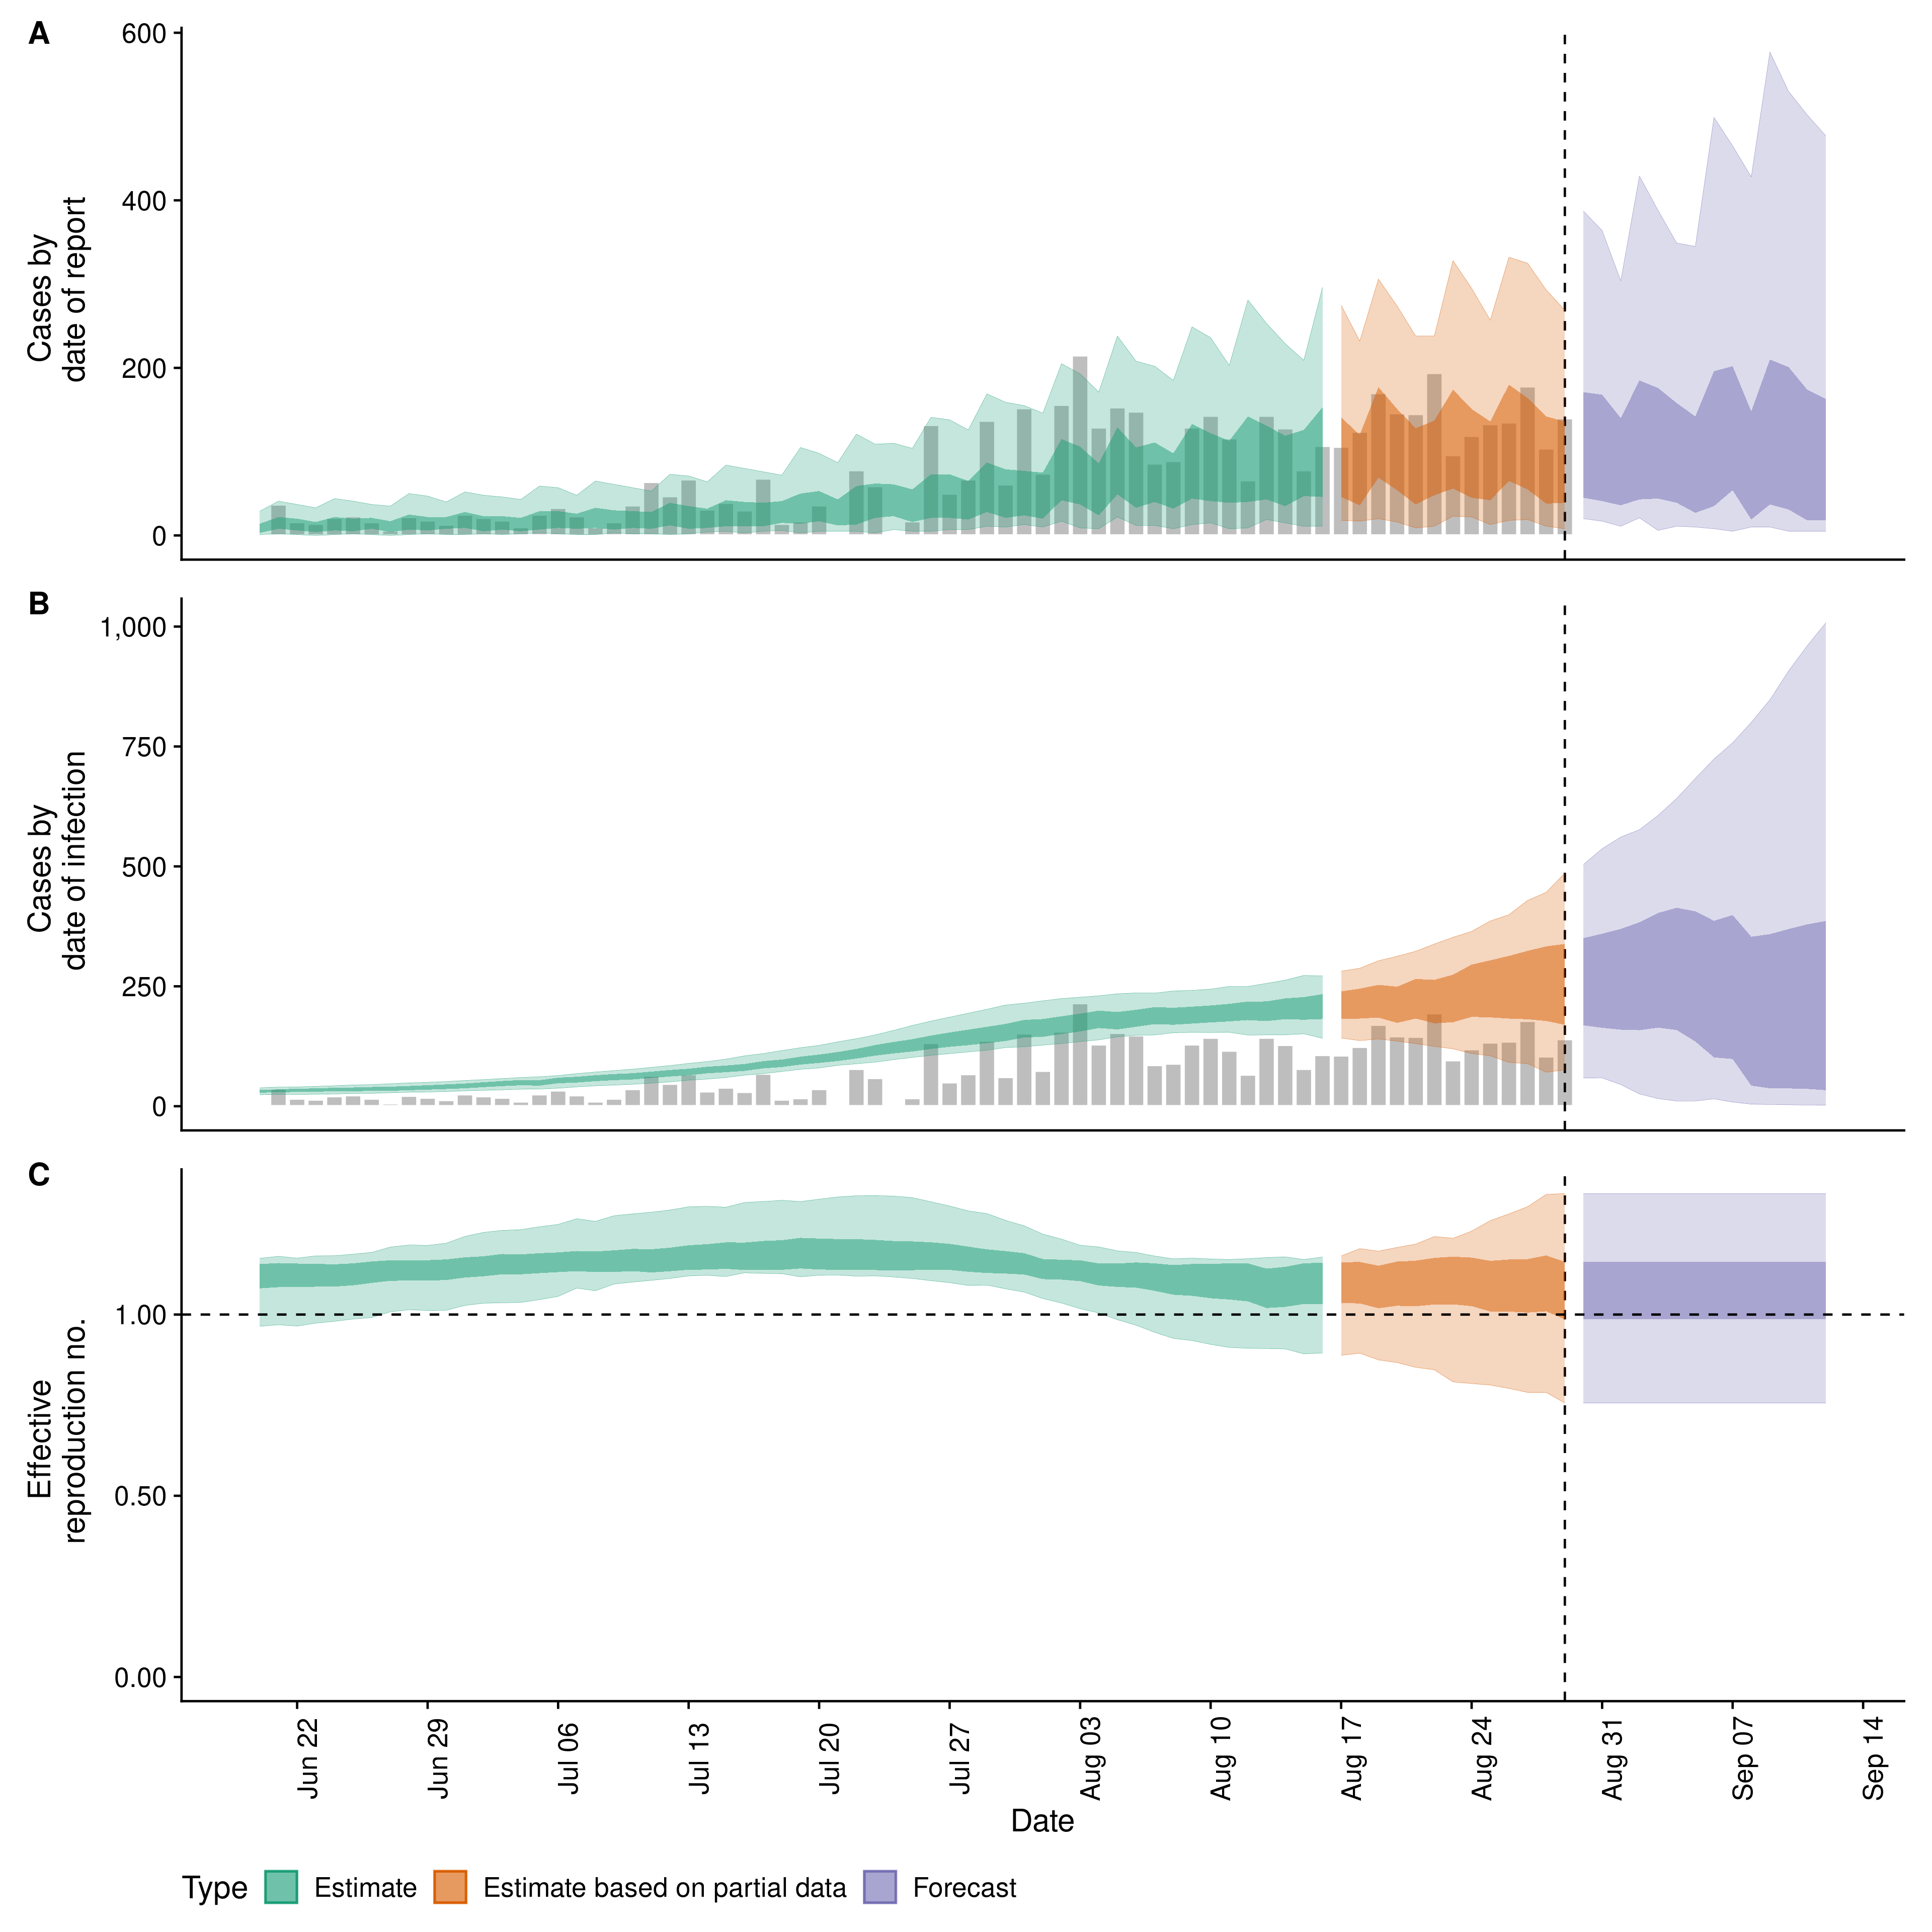 A
600
400
200
0
Cases by
date of report
B
1,000
750
500
250
0
Cases by
date of infection
C
1.00
0.50
0.00
Effective
reproduction no.
Jun 22
Jun 29
Jul 06
Jul 13
Jul 20
Jul 27
Aug 03
Aug 10
Aug 17
Aug 24
Aug 31
Sep 07
Sep 14
Date
Type Estimate Estimate based on partial data Forecast